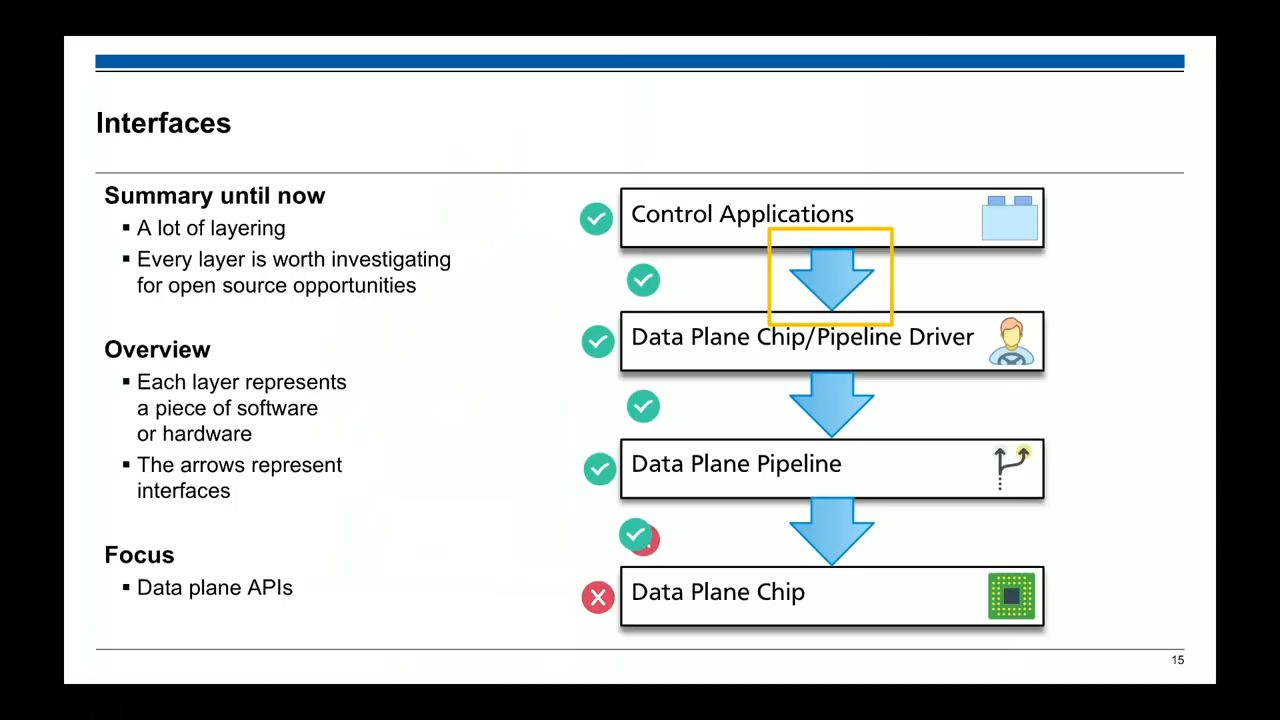 Interfaces
Summary until now
▪ A lot of layering
▪ Every layer is worth investigating
for open source opportunities
Overview
▪ Each layer represents
a piece of software
or hardware
▪ The arrows represent
interfaces
Focus
▪ Data plane APIs
Control Applications
Data Plane Chip/Pipeline Driver
Data Plane Pipeline
Data Plane Chip
15